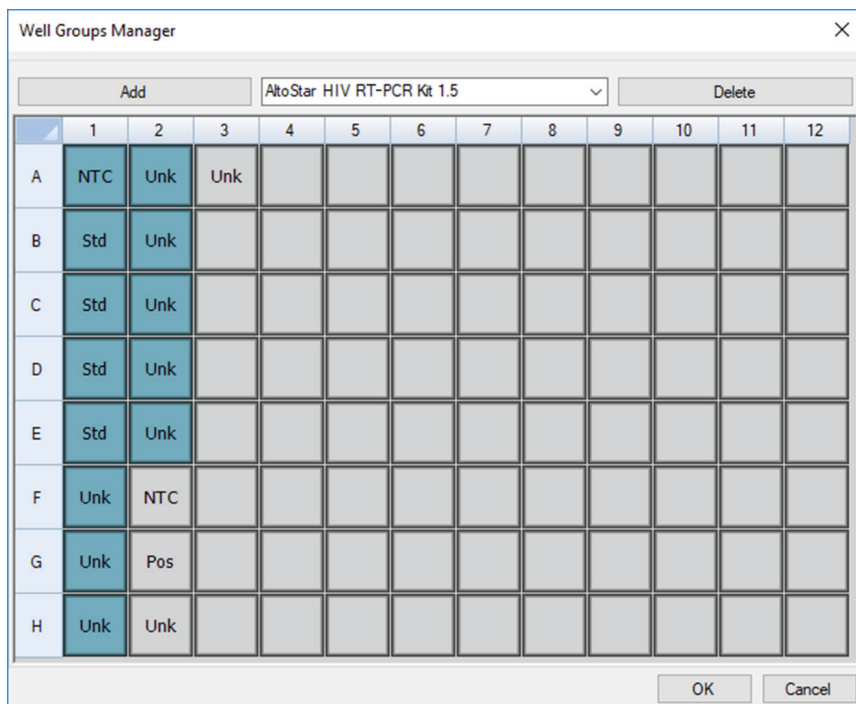 Well Groups Manager
Add AltoStar HIV RT-PCR Kit 1.5 Delete
1 2 3 4 5 6 7 8 9 10 11 12
A NTC Unk Unk
B Std Unk
C Std Unk
D Std Unk
E Std Unk
F Unk NTC
G Unk Pos
H Unk Unk
OK Cancel